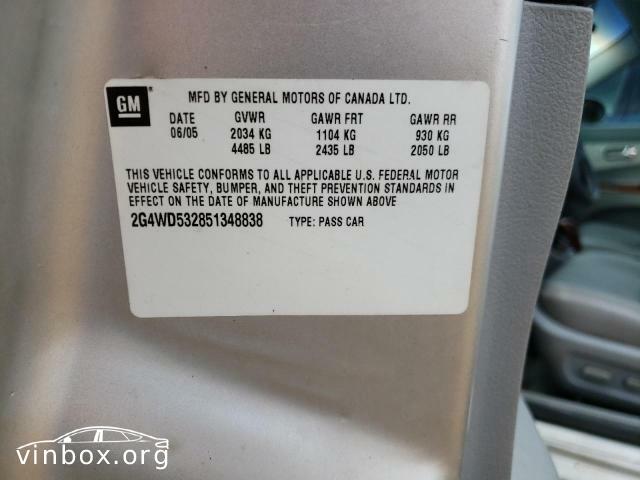 GM
MFD BY GENERAL MOTORS OF CANADA LTD.
DATE GVWR GAWR FRT GAWR RR
06/05 2034 KG 1104 KG 930 KG
4485 LB 2435 LB 2050 LB
THIS VEHICLE CONFORMS TO ALL APPLICABLE U.S. FEDERAL MOTOR
VEHICLE SAFETY, BUMPER, AND THEFT PREVENTION STANDARDS IN
EFFECT ON THE DATE OF MANUFACTURE SHOWN ABOVE
2G4WD532851348838 TYPE: PASS CAR
vinbox.org